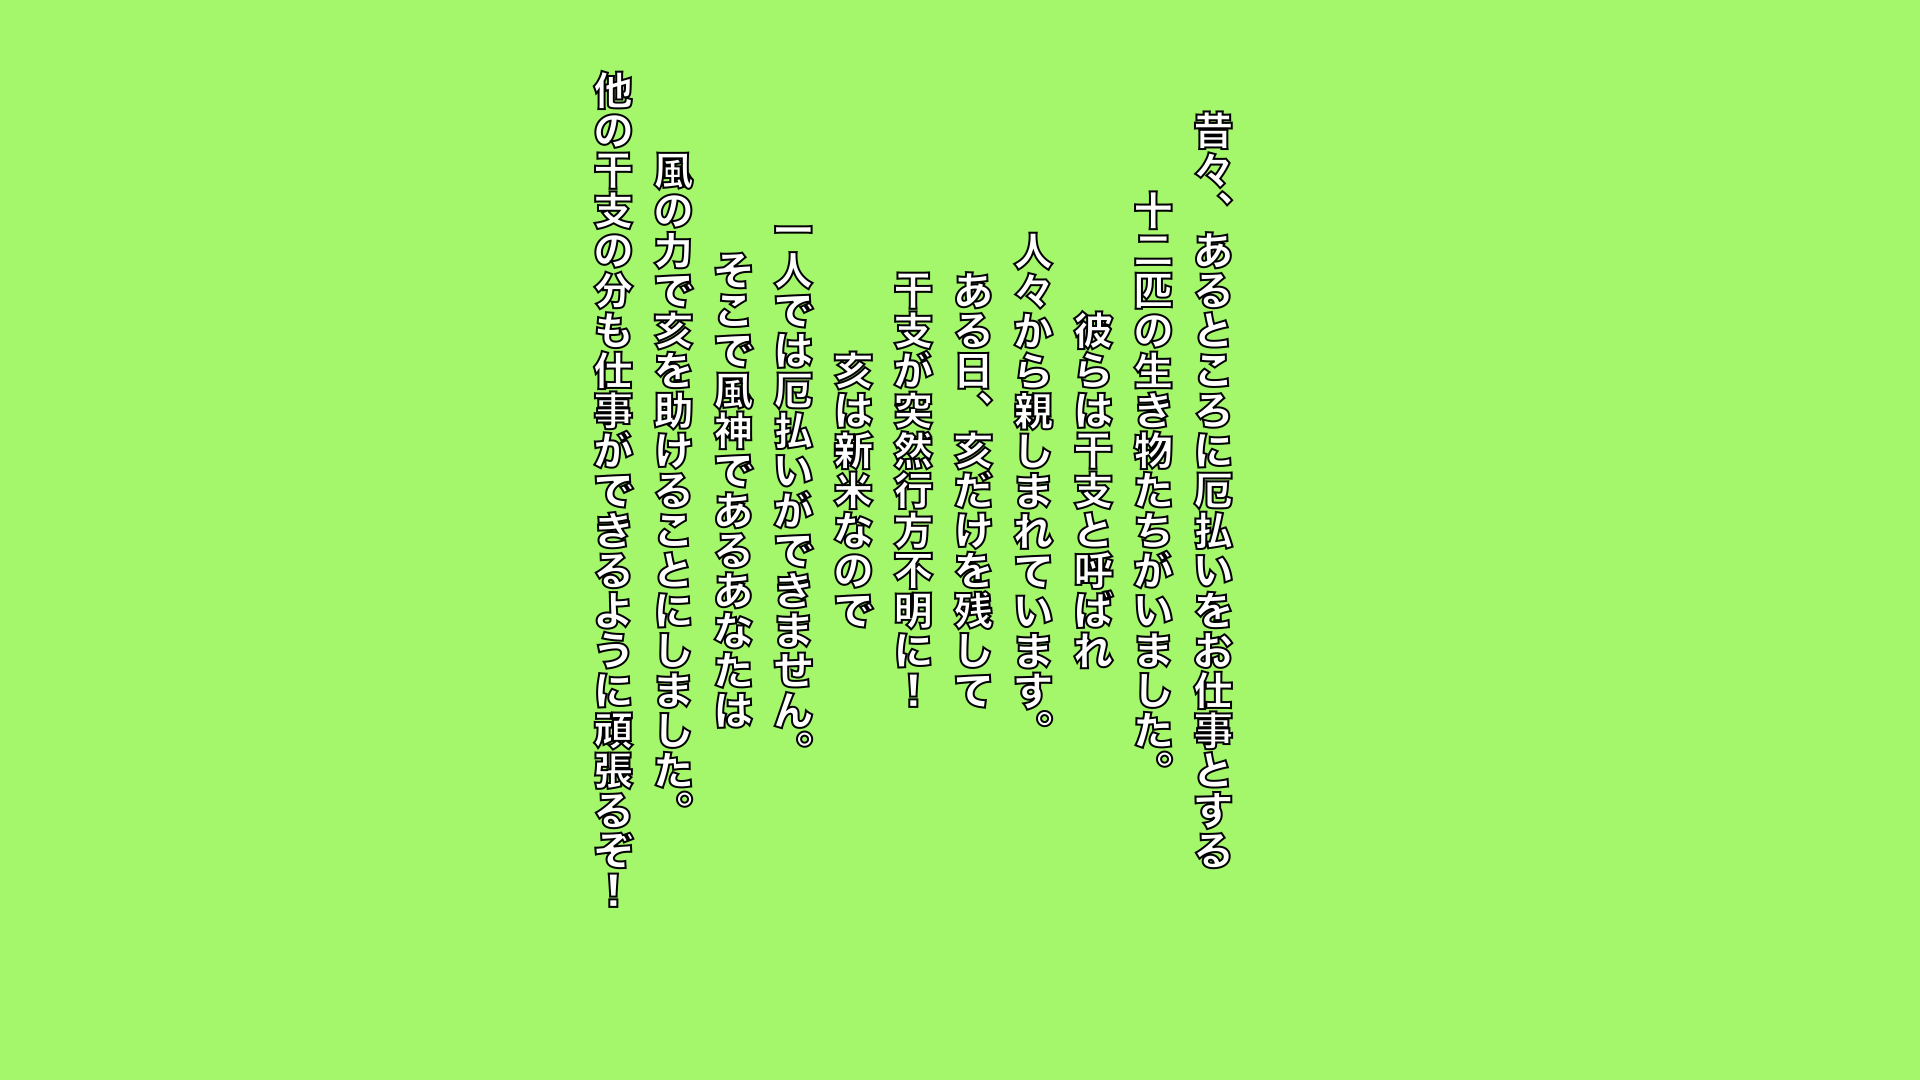 昔々、あるところに厄払いをお仕事とする
十二匹の生き物たちがいました。
彼らは干支と呼ばれ
人々から親しまれています。
ある日、亥だけを残して
干支が突然行方不明に！
亥は新米なので
一人では厄払いができません。
そこで風神であるあなたは
風の力で亥を助けることにしました。
他の干支の分も仕事ができるように頑張るぞ！